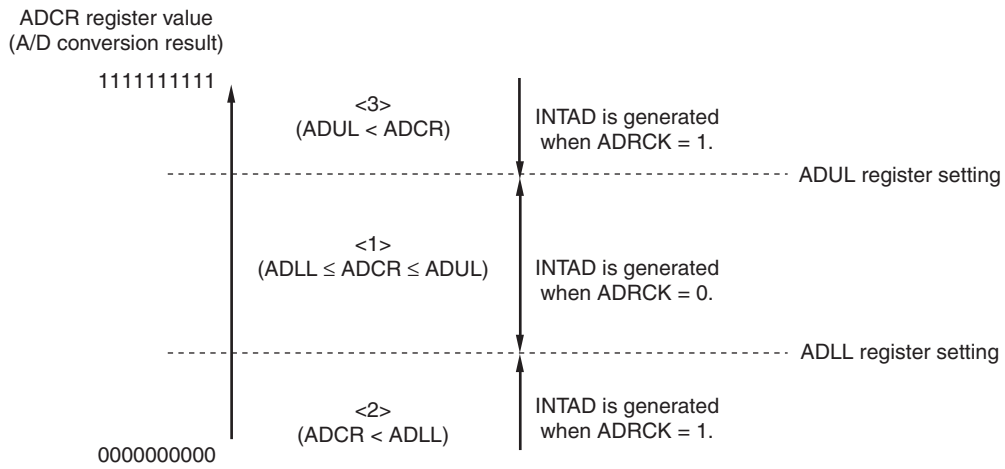 ADCR register value
(A/D conversion result)
1111111111
<3>
(ADUL < ADCR)
INTAD is generated
when ADRCK = 1.
ADUL register setting
<1>
(ADLL ≤ ADCR ≤ ADUL)
INTAD is generated
when ADRCK = 0.
ADLL register setting
<2>
(ADCR < ADLL)
INTAD is generated
when ADRCK = 1.
0000000000